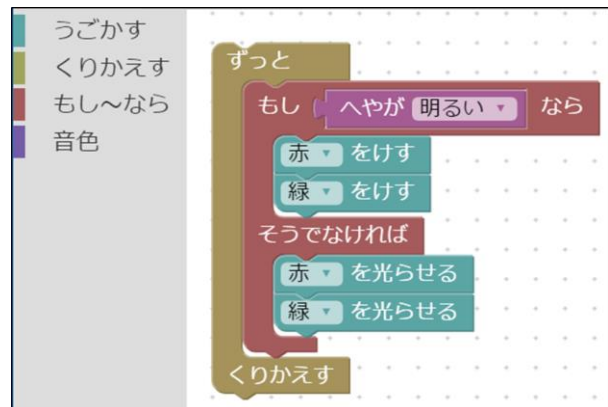 うごかす
くりかえす
もし~なら
音色
ずっと
もし へやが 明るい なら
赤 をけす
緑 をけす
そうでなければ
赤 を光らせる
緑 を光らせる
くりかえす